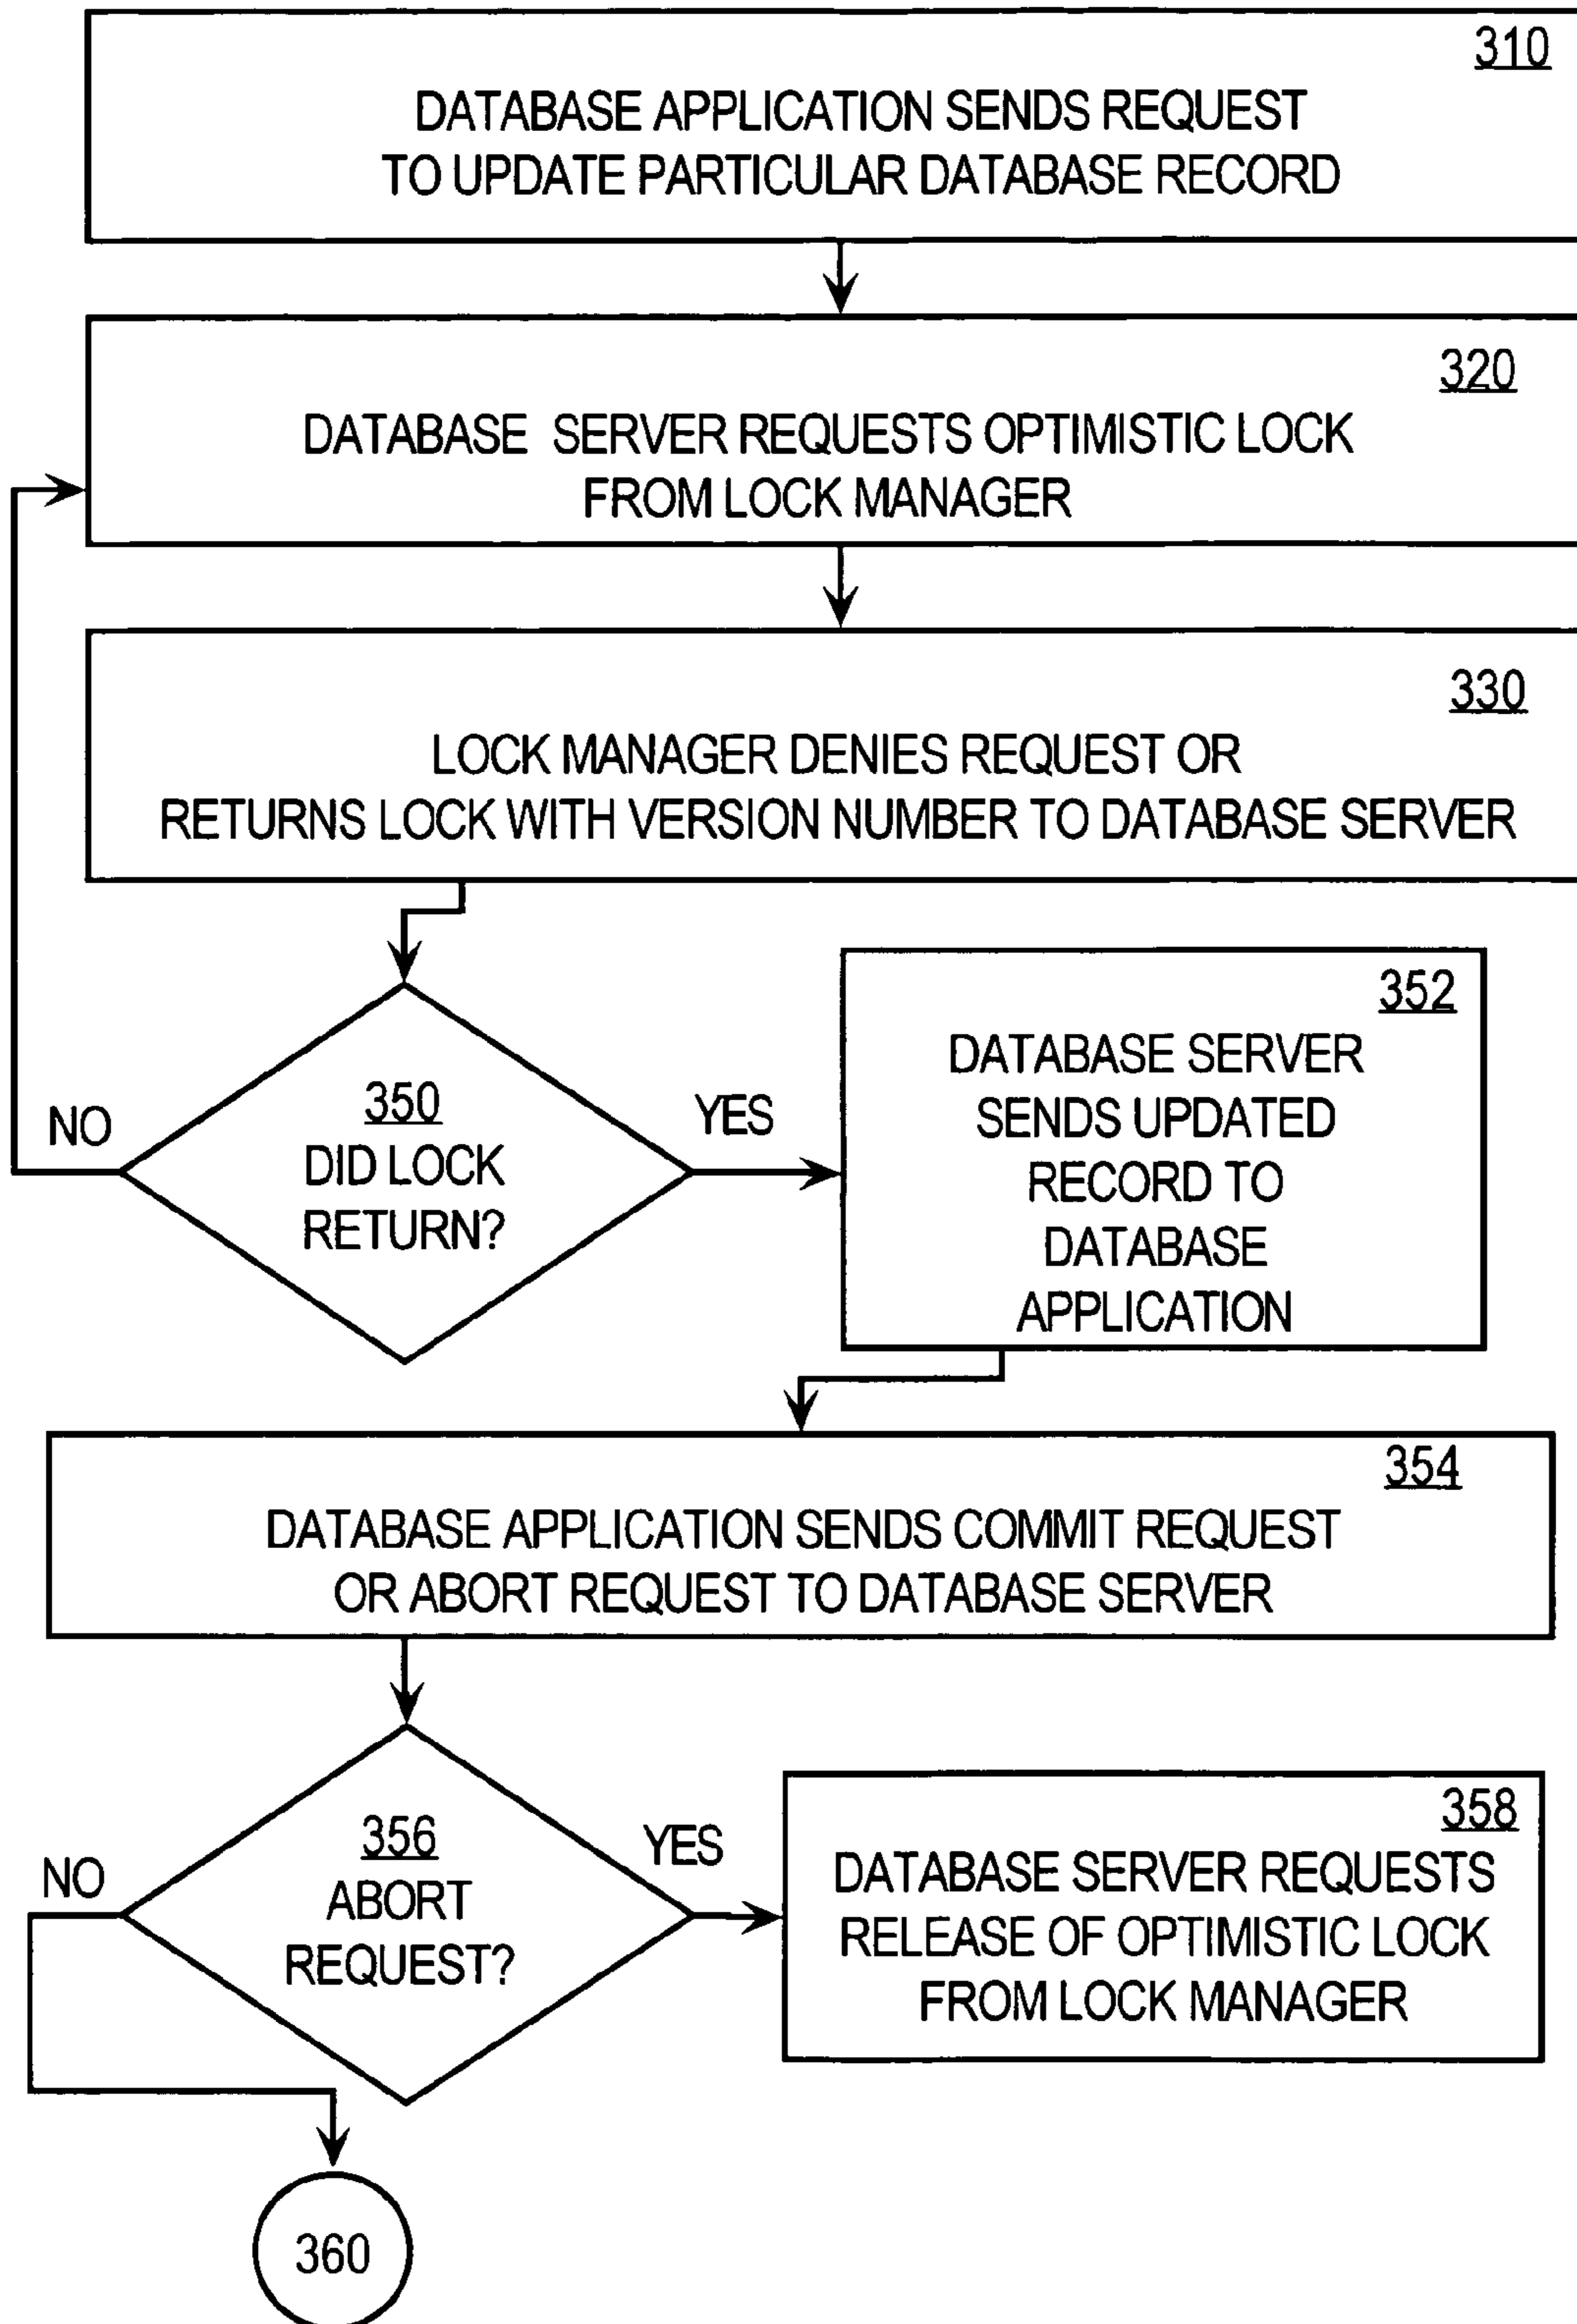 310
DATABASE APPLICATION SENDS REQUEST
TO UPDATE PARTICULAR DATABASE RECORD
320
DATABASE SERVER REQUESTS OPTIMISTIC LOCK
FROM LOCK MANAGER
330
LOCK MANAGER DENIES REQUEST OR
RETURNS LOCK WITH VERSION NUMBER TO DATABASE SERVER
350
DID LOCK
RETURN?
NO
YES
352
DATABASE SERVER
SENDS UPDATED
RECORD TO
DATABASE
APPLICATION
354
DATABASE APPLICATION SENDS COMMIT REQUEST
OR ABORT REQUEST TO DATABASE SERVER
356
ABORT
REQUEST?
NO
YES
358
DATABASE SERVER REQUESTS
RELEASE OF OPTIMISTIC LOCK
FROM LOCK MANAGER
360